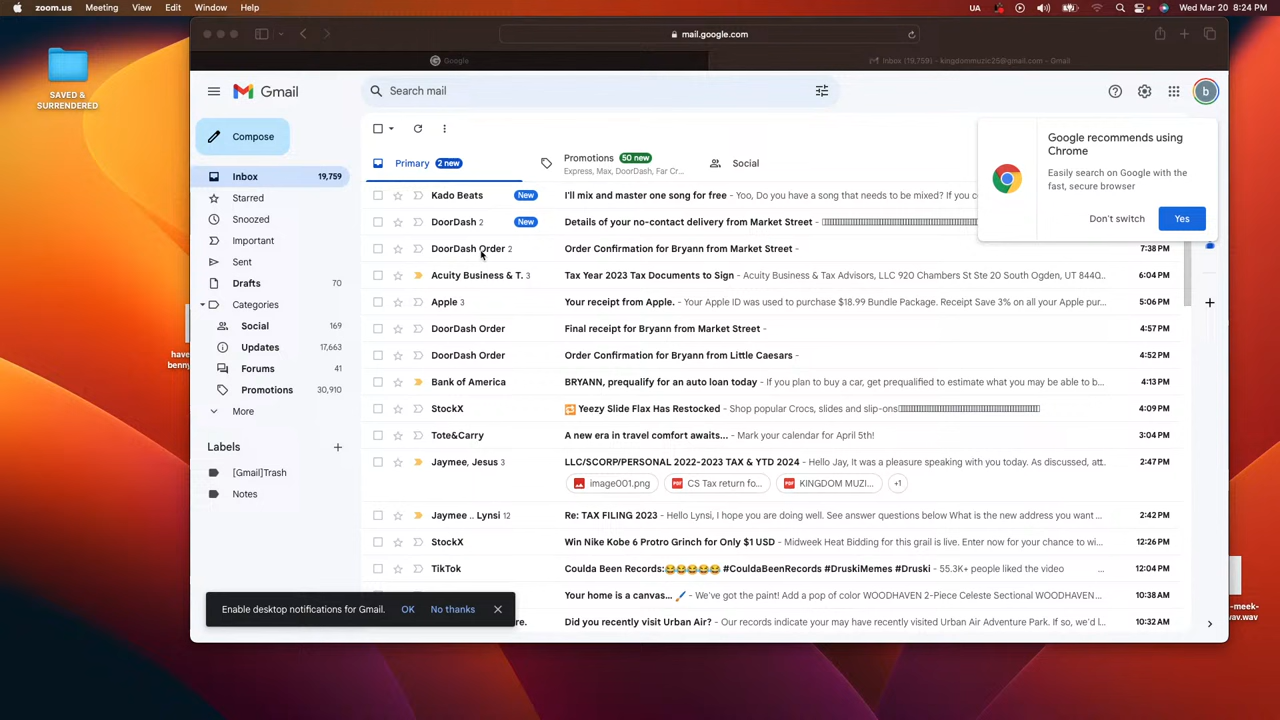 zoom.us Meeting View Edit Window Help UA Wed Mar 20 8:24 PM
SAVED &
SURRENDERED
mail.google.com
Google
Inbox (19,759) - kingdommuzic25@gmail.com - Gmail
Gmail
Search mail
b
Compose
Inbox 19,759
Starred
Snoozed
Important
Sent
Drafts 70
Categories
Social 169
Updates 17,663
Forums 41
Promotions 30,910
More
Labels
[Gmail]Trash
Notes
Primary 2 new
Promotions 50 new
Express, Max, DoorDash, Far Cr...
Social
Google recommends using
Chrome
Easily search on Google with the
fast, secure browser
Don't switch Yes
Kado Beats New I'll mix and master one song for free - Yoo, Do you have a song that needs to be mixed? If you c
DoorDash 2 New Details of your no-contact delivery from Market Street -
DoorDash Order 2 Order Confirmation for Bryann from Market Street - 7:38 PM
Acuity Business & T. 3 Tax Year 2023 Tax Documents to Sign - Acuity Business & Tax Advisors, LLC 920 Chambers St Ste 20 South Ogden, UT 8440... 6:04 PM
Apple 3 Your receipt from Apple. - Your Apple ID was used to purchase $18.99 Bundle Package. Receipt Save 3% on all your Apple pur... 5:06 PM
DoorDash Order Final receipt for Bryann from Market Street - 4:57 PM
DoorDash Order Order Confirmation for Bryann from Little Caesars - 4:52 PM
Bank of America BRYANN, prequalify for an auto loan today - If you plan to buy a car, get prequalified to estimate what you may be able to b... 4:13 PM
StockX 🔁 Yeezy Slide Flax Has Restocked - Shop popular Crocs, slides and slip-ons 4:09 PM
Tote&Carry A new era in travel comfort awaits... - Mark your calendar for April 5th! 3:04 PM
Jaymee, Jesus 3 LLC/SCORP/PERSONAL 2022-2023 TAX & YTD 2024 - Hello Jay, It was a pleasure speaking with you today. As discussed, att... 2:47 PM
image001.png CS Tax return fo... KINGDOM MUZI... +1
Jaymee .. Lynsi 12 Re: TAX FILING 2023 - Hello Lynsi, I hope you are doing well. See answer questions below What is the new address you want ... 2:42 PM
StockX Win Nike Kobe 6 Protro Grinch for Only $1 USD - Midweek Heat Bidding for this grail is live. Enter now for your chance to wi... 12:26 PM
TikTok Coulda Been Records:😂😂😂😂😂 #CouldaBeenRecords #DruskiMemes #Druski - 55.3K+ people liked the video ... 12:04 PM
Your home is a canvas... 🖌️ - We've got the paint! Add a pop of color WOODHAVEN 2-Piece Celeste Sectional WOODHAVEN... 10:38 AM
re. Did you recently visit Urban Air? - Our records indicate your may have recently visited Urban Air Adventure Park. If so, we'd l... 10:32 AM
Enable desktop notifications for Gmail. OK No thanks
have
benny
-meek-
wav.wav